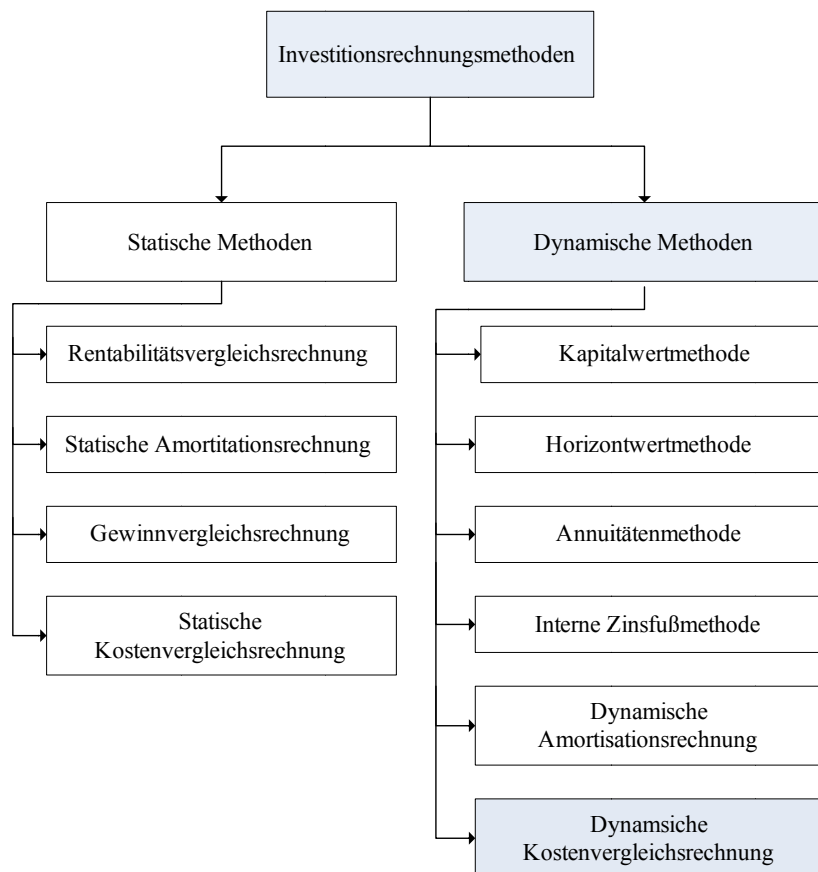 Investitionsrechnungsmethoden
Statische Methoden
Rentabilitätsvergleichsrechnung
Statische Amortitationsrechnung
Gewinnvergleichsrechnung
Statische
Kostenvergleichsrechnung
Dynamische Methoden
Kapitalwertmethode
Horizontwertmethode
Annuitätenmethode
Interne Zinsfußmethode
Dynamische
Amortisationsrechnung
Dynamsiche
Kostenvergleichsrechnung